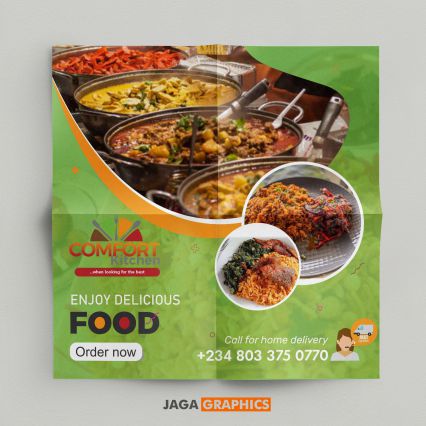 COMFORT
Kitchen
...when looking for the best
ENJOY DELICIOUS
FOOD
Order now
Call for home delivery
+234 803 375 0770
JAGA GRAPHICS